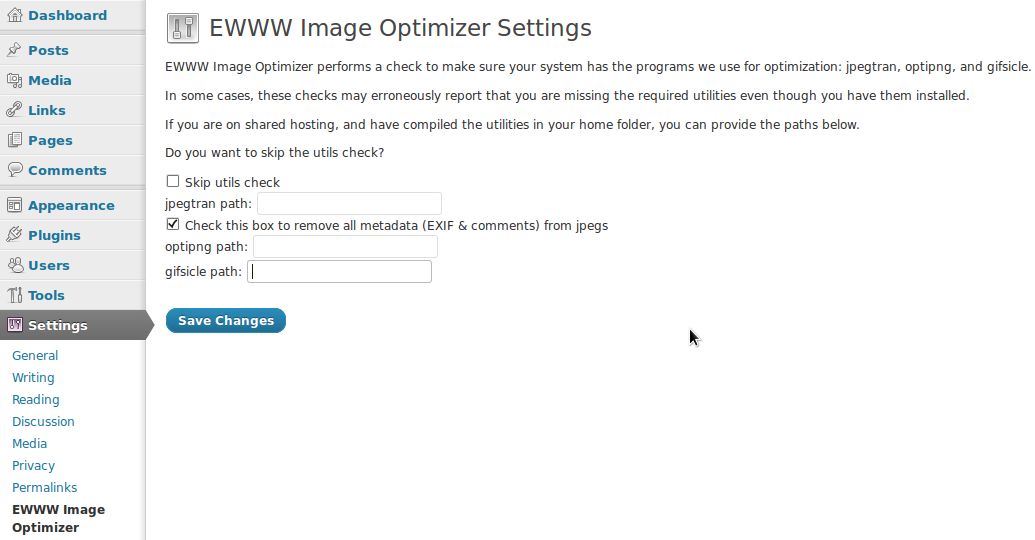 Dashboard
Posts
Media
Links
Pages
Comments
Appearance
Plugins
Users
Tools
Settings
General
Writing
Reading
Discussion
Media
Privacy
Permalinks
EWWW Image
Optimizer
EWWW Image Optimizer Settings
EWWW Image Optimizer performs a check to make sure your system has the programs we use for optimization: jpegtran, optipng, and gifsicle.
In some cases, these checks may erroneously report that you are missing the required utilities even though you have them installed.
If you are on shared hosting, and have compiled the utilities in your home folder, you can provide the paths below.
Do you want to skip the utils check?
Skip utils check
jpegtran path:
Check this box to remove all metadata (EXIF & comments) from jpegs
optipng path:
gifsicle path:
Save Changes